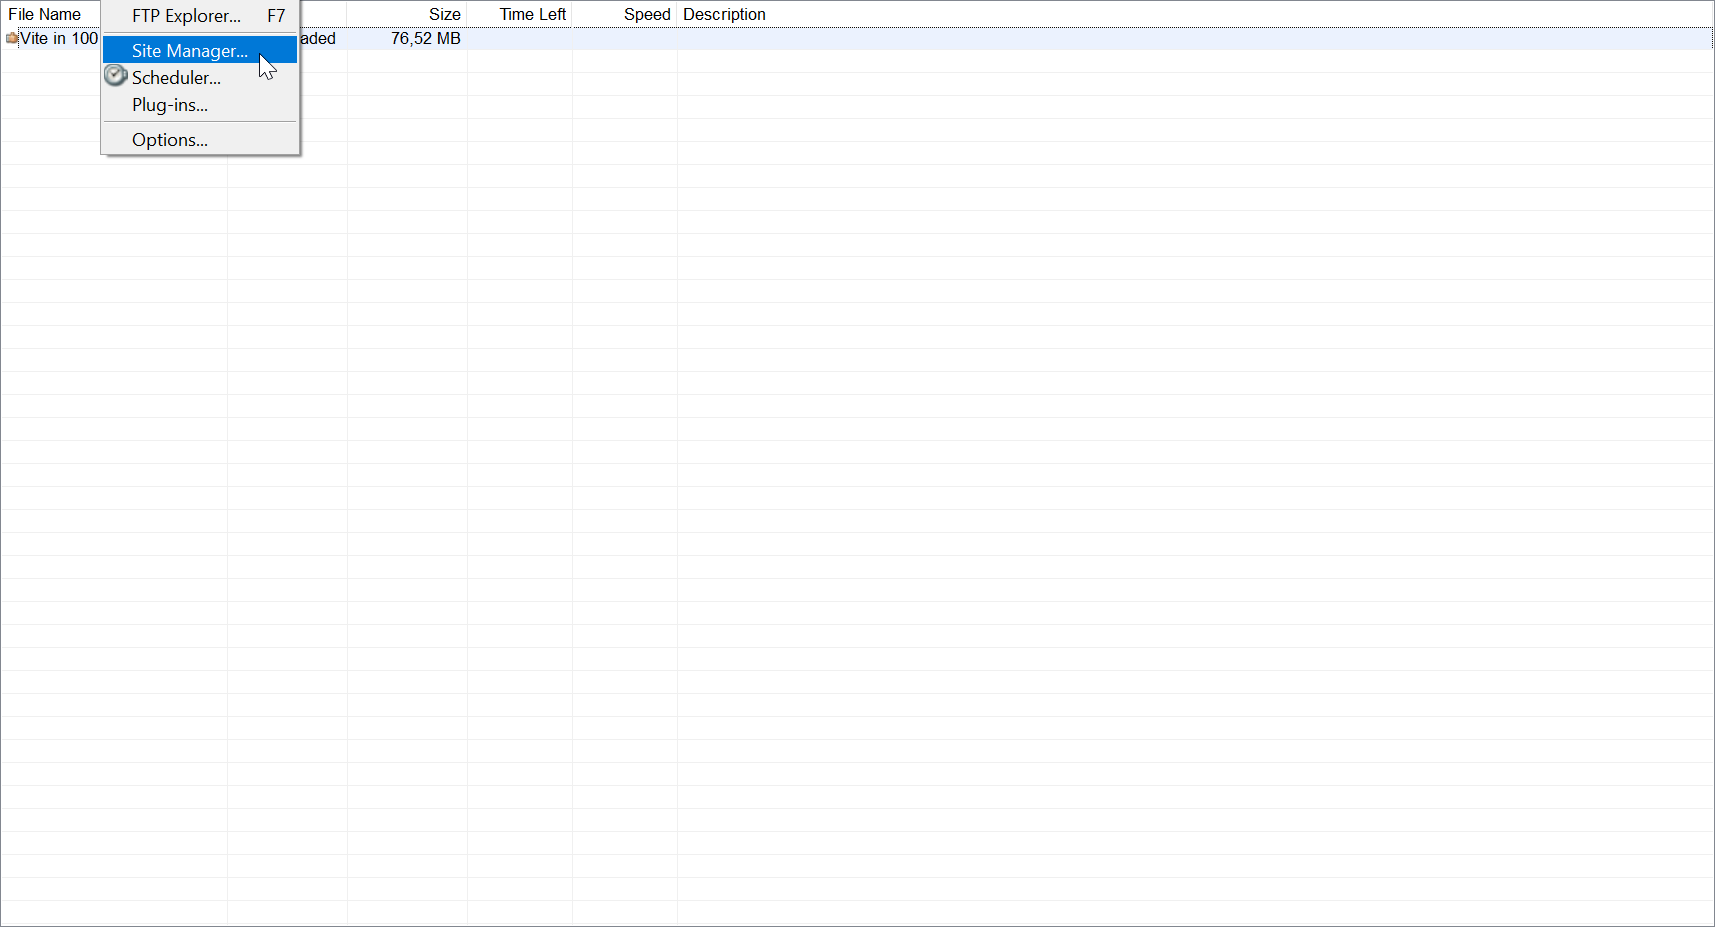 File Name Size Time Left Speed Description
FTP Explorer... F7
Vite in 100 aded 76,52 MB
Site Manager...
Scheduler...
Plug-ins...
Options...